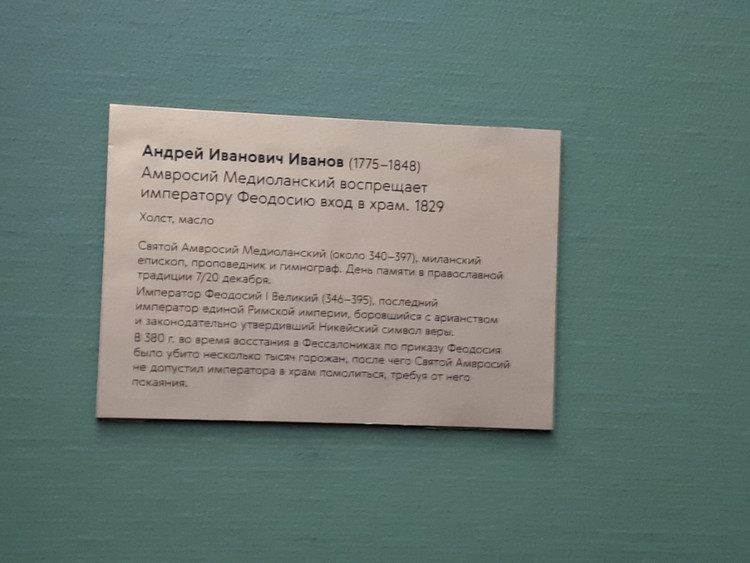 Андрей Иванович Иванов (1775–1848)
Амвросий Медиоланский воспрещает
императору Феодосию вход в храм. 1829
Холст, масло
Святой Амвросий Медиоланский (около 340–397), миланский
епископ, проповедник и гимнограф. День памяти в православной
традиции 7/20 декабря.
Император Феодосий I Великий (346–395), последний
император единой Римской империи, боровшийся с арианством
и законодательно утвердивший Никейский символ веры.
В 380 г. во время восстания в Фессалониках по приказу Феодосия
было убито несколько тысяч горожан, после чего Святой Амвросий
не допустил императора в храм помолиться, требуя от него
покаяния.